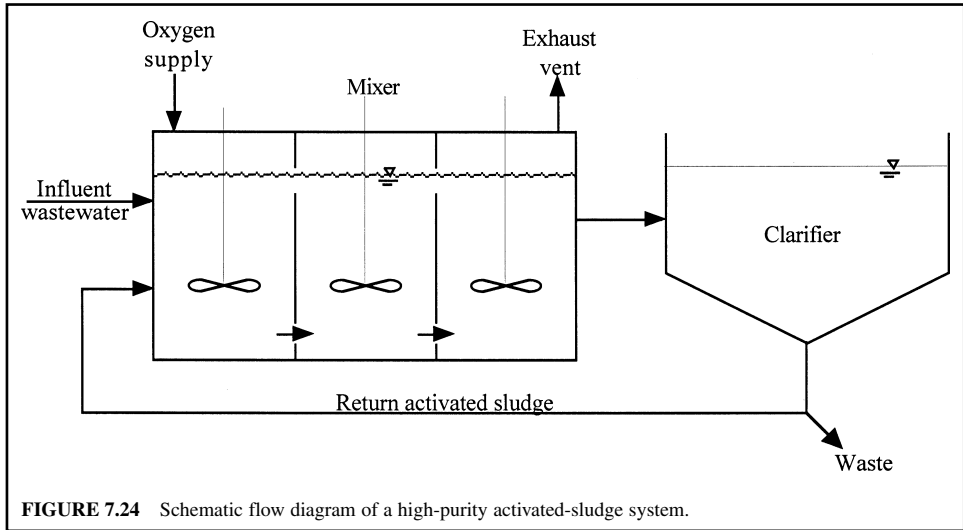 Oxygen
supply
Exhaust
vent
Mixer
Influent
wastewater
Clarifier
Return activated sludge
Waste
FIGURE 7.24 Schematic flow diagram of a high-purity activated-sludge system.